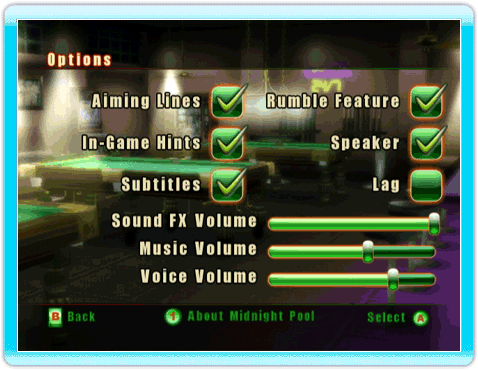 Options
Aiming Lines Rumble Feature
In-Game Hints Speaker
Subtitles Lag
Sound FX Volume
Music Volume
Voice Volume
B Back 1 About Midnight Pool Select A